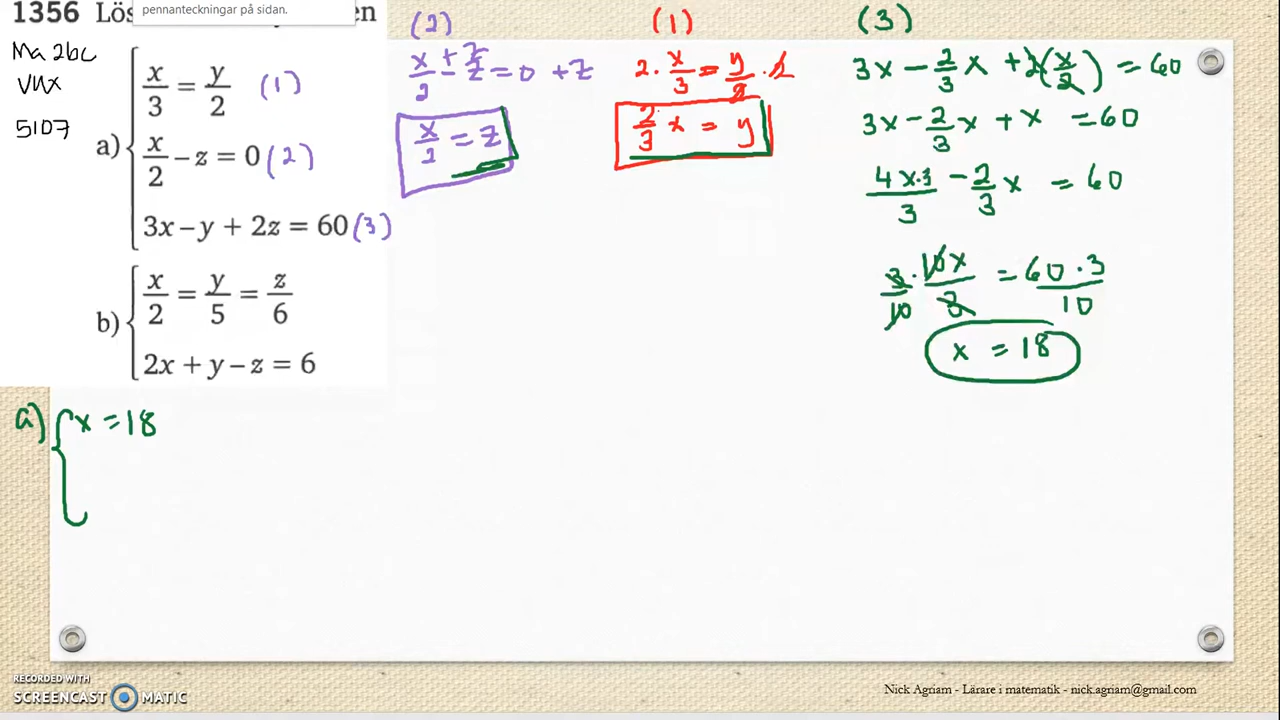 1356 Lös
en
pennanteckningar på sidan.
Ma 2bc
VUX
5107
a)
x/3 = y/2 (1)
x/2 – z = 0 (2)
3x – y + 2z = 60 (3)
b)
x/2 = y/5 = z/6
2x + y – z = 6
(2)
x/2 +z – z = 0 + z
x/2 = z
(1)
2 · x/3 = y/2 · 2
2/3 x = y
(3)
3x – 2/3 x + 2(x/2) = 60
3x – 2/3 x + x = 60
4x·3/3 – 2/3 x = 60
3/10 · 10x/3 = 60 · 3/10
x = 18
a) { x = 18
RECORDED WITH
SCREENCAST MATIC
Nick Agriam - Lärare i matematik - nick.agriam@gmail.com